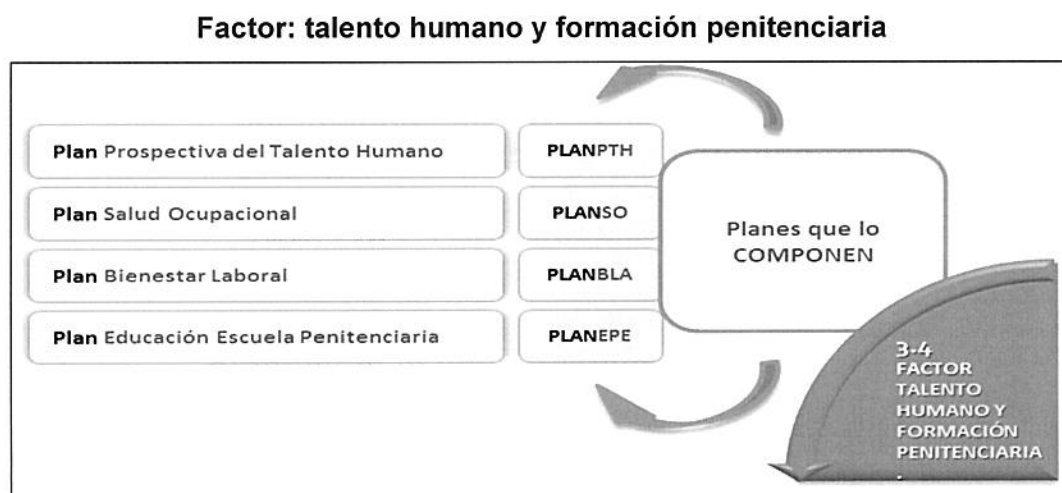 Factor: talento humano y formación penitenciaria
Plan Prospectiva del Talento Humano
PLANPTH
Plan Salud Ocupacional
PLANSO
Plan Bienestar Laboral
PLANBLA
Plan Educación Escuela Penitenciaria
PLANEPE
Planes que lo
COMPONEN
3.4
FACTOR
TALENTO
HUMANO Y
FORMACIÓN
PENITENCIARIA
.